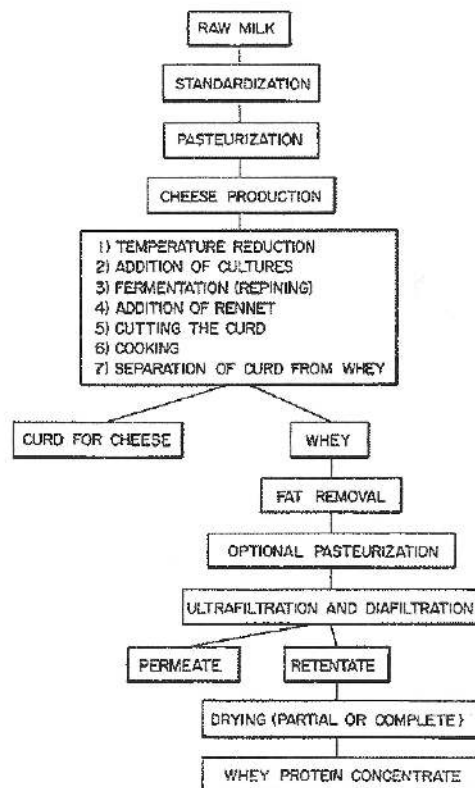 RAW MILK
STANDARDIZATION
PASTEURIZATION
CHEESE PRODUCTION
1) TEMPERATURE REDUCTION
2) ADDITION OF CULTURES
3) FERMENTATION (REPINING)
4) ADDITION OF RENNET
5) CUTTING THE CURD
6) COOKING
7) SEPARATION OF CURD FROM WHEY
CURD FOR CHEESE
WHEY
FAT REMOVAL
OPTIONAL PASTEURIZATION
ULTRAFILTRATION AND DIAFILTRATION
PERMEATE
RETENTATE
DRYING (PARTIAL OR COMPLETE)
WHEY PROTEIN CONCENTRATE